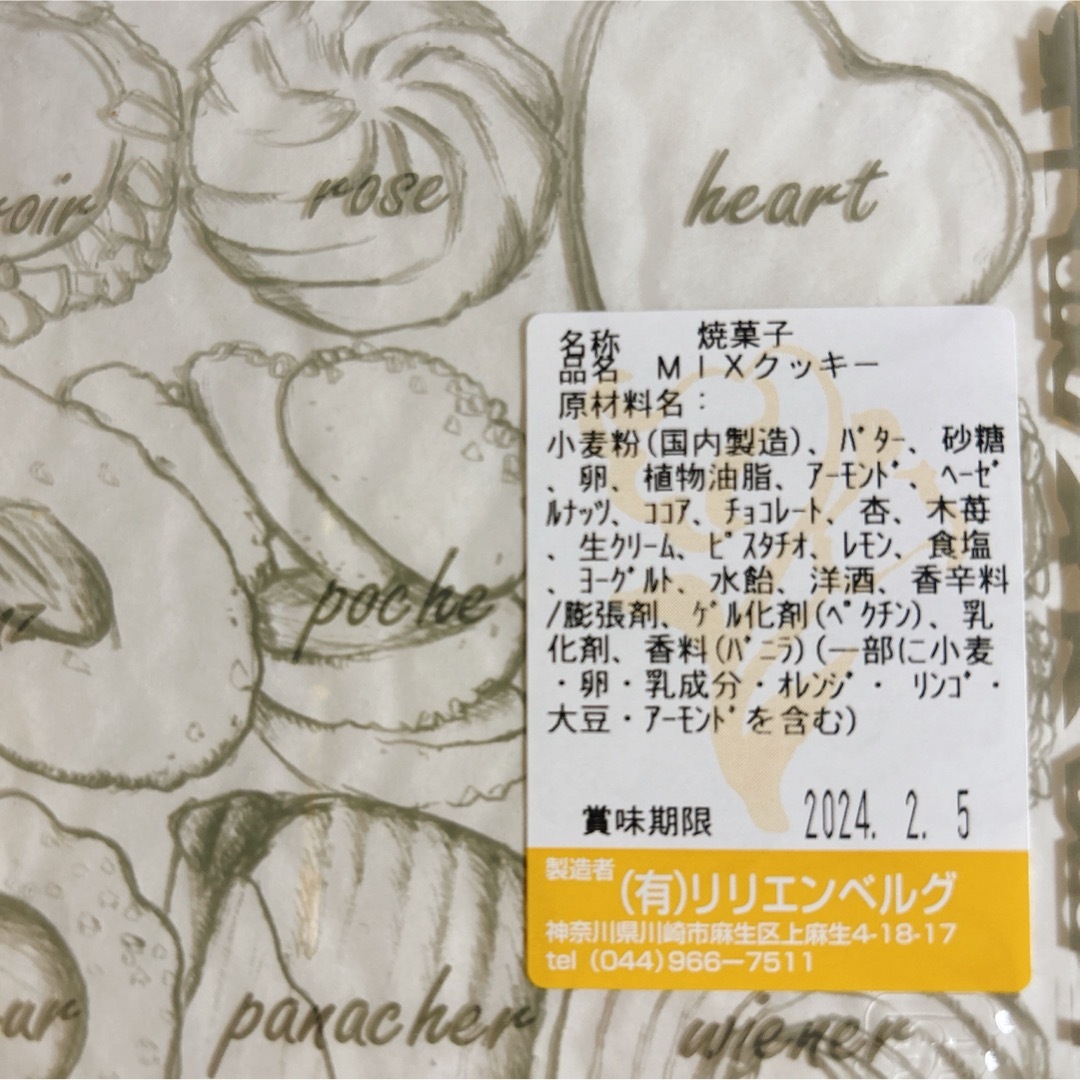 rose
heart
poche
panacher
wiener
名称　焼菓子
品名　ＭＩＸクッキー
原材料名：
小麦粉(国内製造)、ﾊﾞﾀｰ、砂糖
、卵、植物油脂、ｱｰﾓﾝﾄﾞ、ﾍｰｾﾞ
ﾙﾅｯﾂ、ｺｺｱ、ﾁｮｺﾚｰﾄ、杏、木苺
、生ｸﾘｰﾑ、ﾋﾟｽﾀﾁｵ、ﾚﾓﾝ、食塩
、ﾖｰｸﾞﾙﾄ、水飴、洋酒、香辛料
/膨張剤、ｹﾞﾙ化剤(ﾍﾟｸﾁﾝ)、乳
化剤、香料(ﾊﾞﾆﾗ)(一部に小麦
・卵・乳成分・ｵﾚﾝｼﾞ・ ﾘﾝｺﾞ・
大豆・ｱｰﾓﾝﾄﾞを含む)
賞味期限　2024. 2. 5
製造者
(有)リリエンベルグ
神奈川県川崎市麻生区上麻生4-18-17
tel (044)966ー7511